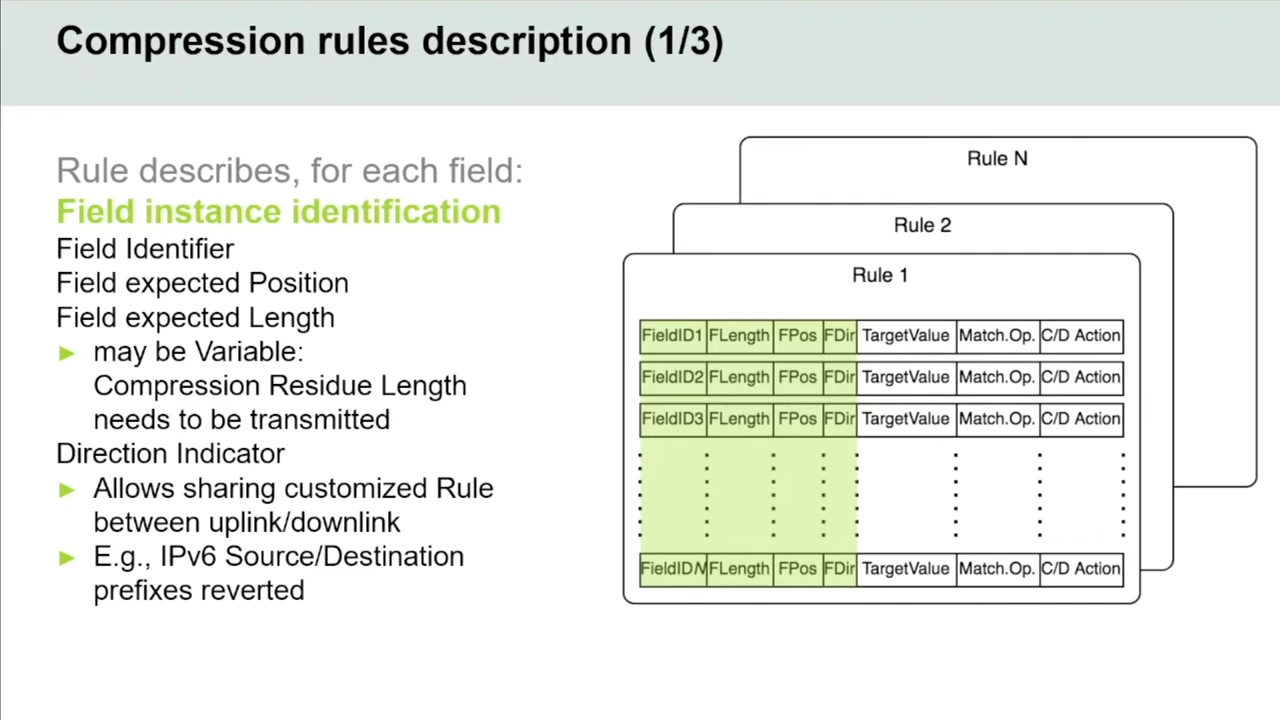 Compression rules description (1/3)
Rule describes, for each field:
Field instance identification
Field Identifier
Field expected Position
Field expected Length
► may be Variable:
Compression Residue Length
needs to be transmitted
Direction Indicator
► Allows sharing customized Rule
between uplink/downlink
► E.g., IPv6 Source/Destination
prefixes reverted
Rule N
Rule 2
Rule 1
FieldID1 FLength FPos FDir TargetValue Match.Op. C/D Action
FieldID2 FLength FPos FDir TargetValue Match.Op. C/D Action
FieldID3 FLength FPos FDir TargetValue Match.Op. C/D Action
FieldIDN FLength FPos FDir TargetValue Match.Op. C/D Action